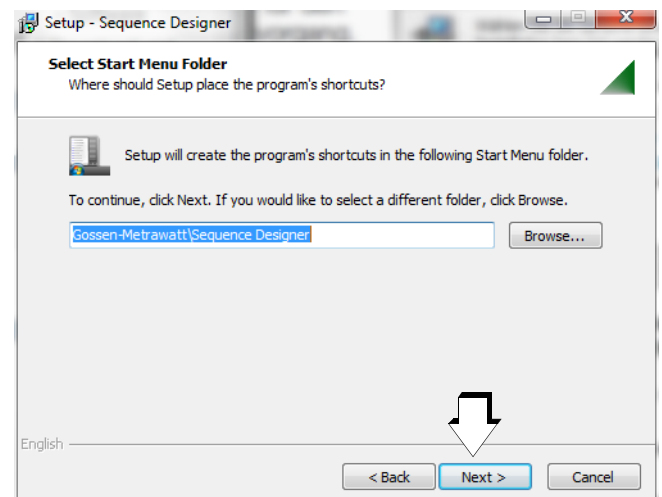 Setup - Sequence Designer
Select Start Menu Folder
Where should Setup place the program's shortcuts?
Setup will create the program's shortcuts in the following Start Menu folder.
To continue, click Next. If you would like to select a different folder, click Browse.
Gossen-Metrawatt\Sequence Designer
Browse...
English
< Back
Next >
Cancel